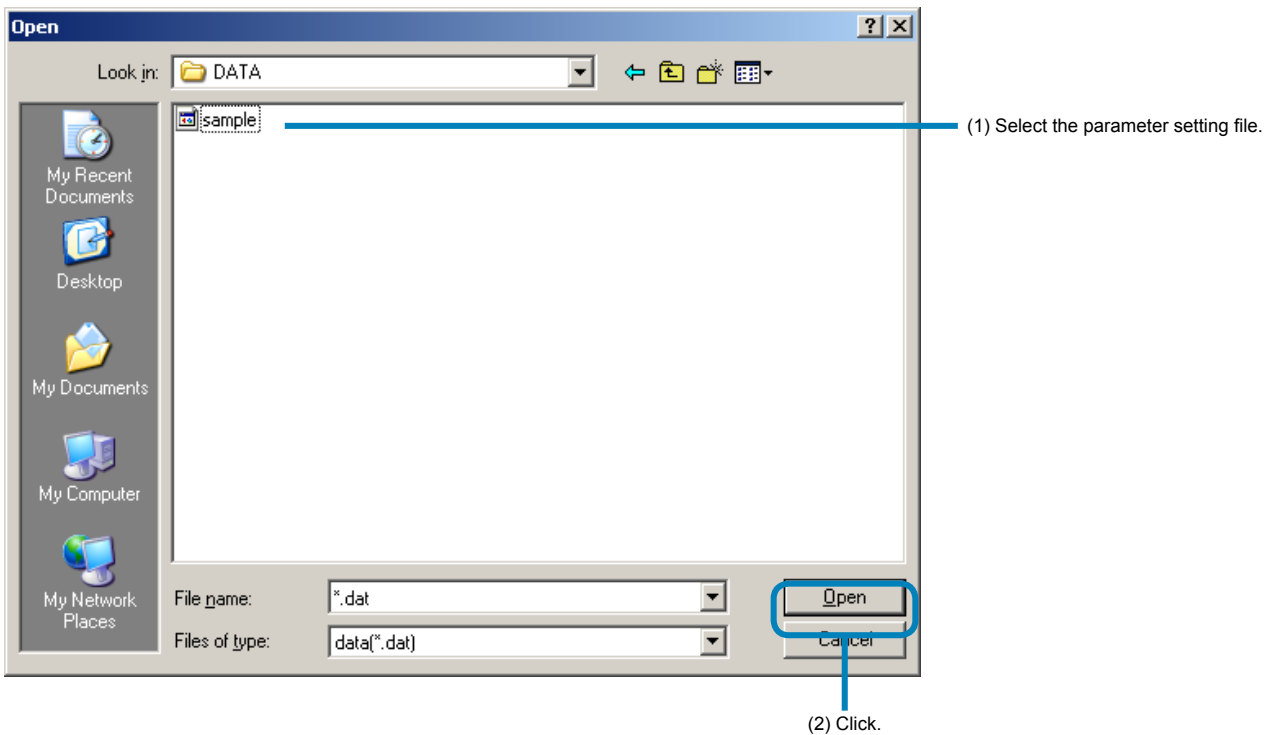 Open
Look in: DATA
sample
(1) Select the parameter setting file.
My Recent
Documents
Desktop
My Documents
My Computer
My Network
Places
File name: *.dat Open
Files of type: data(*.dat) Cancel
(2) Click.